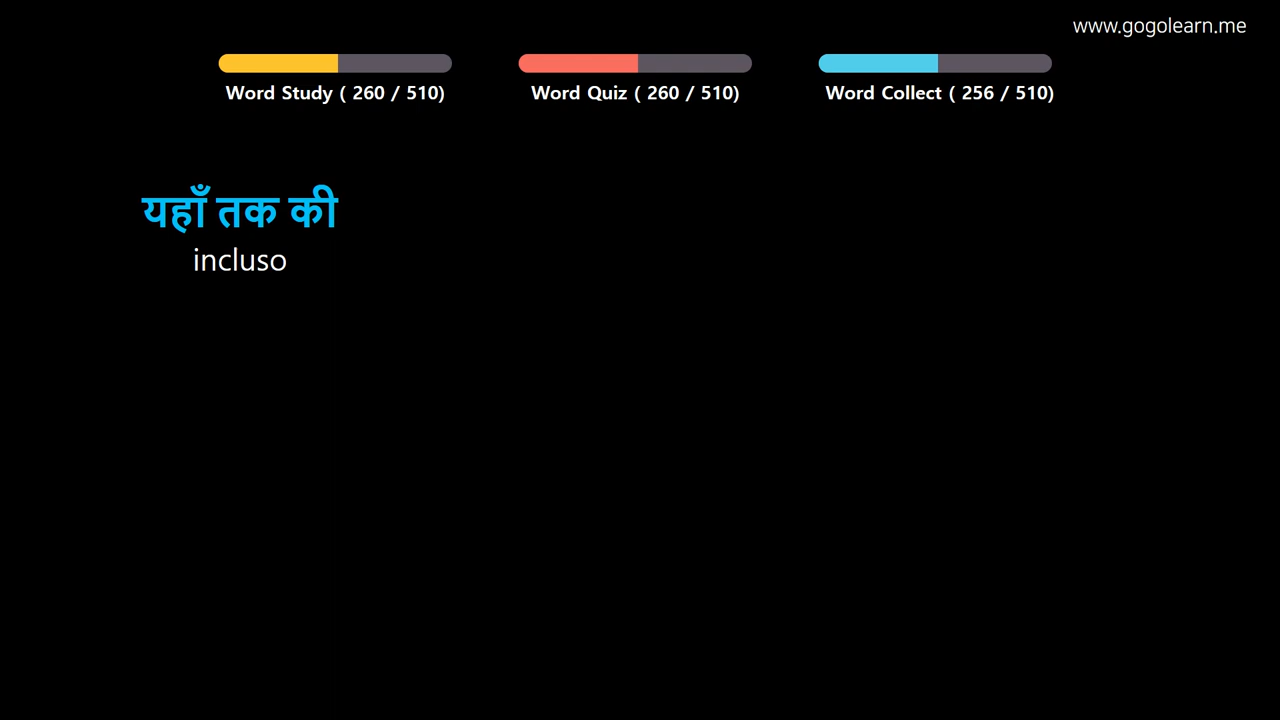 www.gogolearn.me
Word Study ( 260 / 510)
Word Quiz ( 260 / 510)
Word Collect ( 256 / 510)
यहाँ तक की
incluso